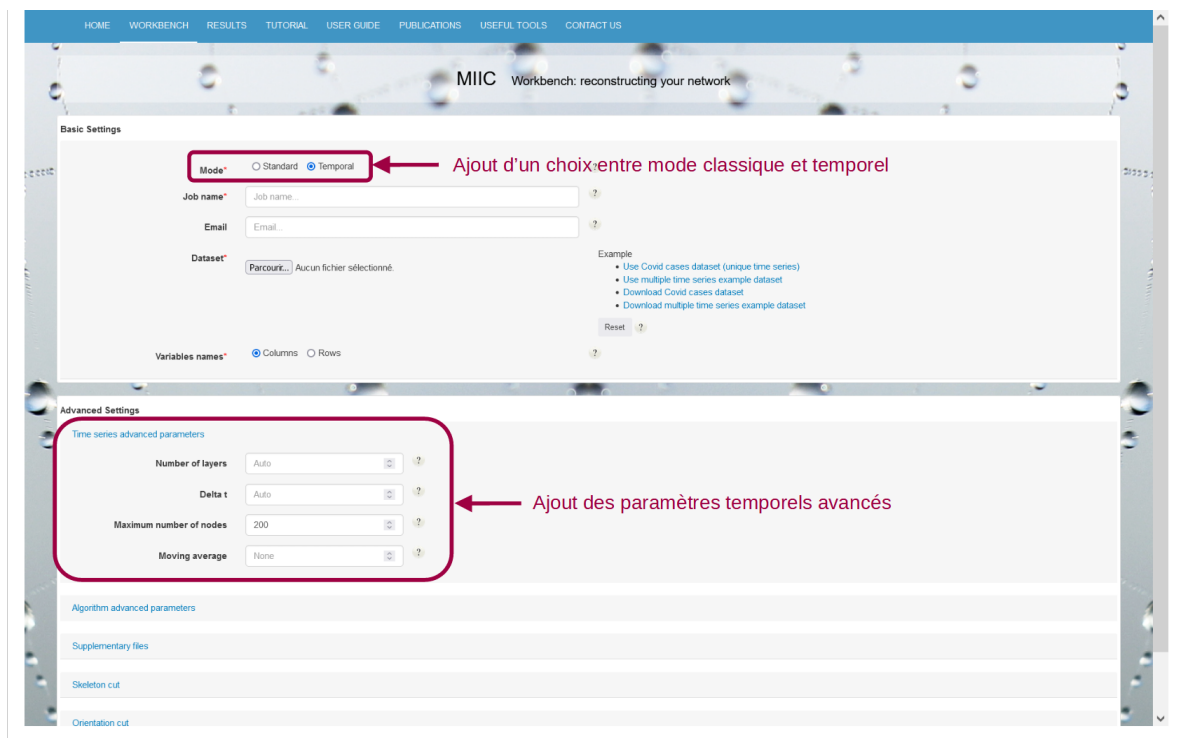 HOME WORKBENCH RESULTS TUTORIAL USER GUIDE PUBLICATIONS USEFUL TOOLS CONTACT US
MIIC Workbench: reconstructing your network
Basic Settings
Mode* Standard Temporal ?
Ajout d'un choix entre mode classique et temporel
Job name* Job name... ?
Email Email... ?
Dataset* Parcourir... Aucun fichier sélectionné.
Example
• Use Covid cases dataset (unique time series)
• Use multiple time series example dataset
• Download Covid cases dataset
• Download multiple time series example dataset
Reset ?
Variables names* Columns Rows ?
Advanced Settings
Time series advanced parameters
Number of layers Auto ?
Delta t Auto ?
Ajout des paramètres temporels avancés
Maximum number of nodes 200 ?
Moving average None ?
Algorithm advanced parameters
Supplementary files
Skeleton cut
Orientation cut